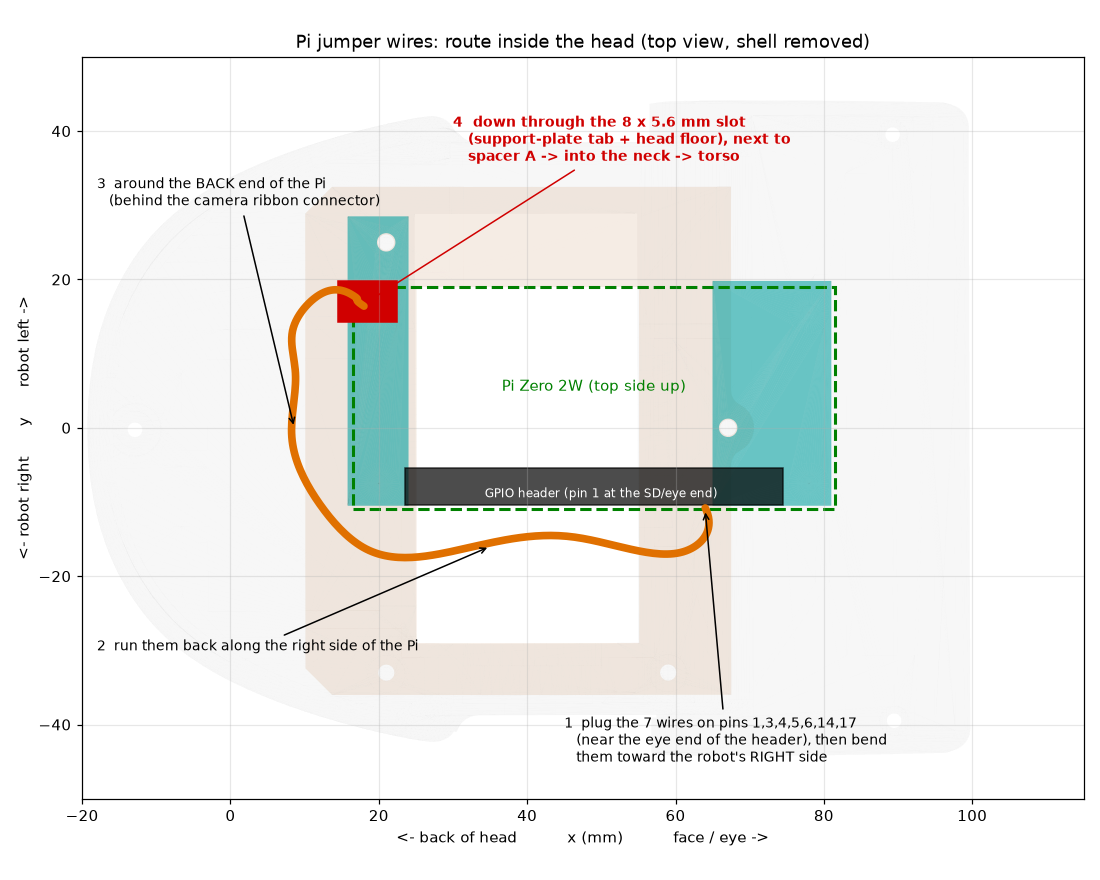 Pi jumper wires: route inside the head (top view, shell removed)
4  down through the 8 x 5.6 mm slot
(support-plate tab + head floor), next to
spacer A -> into the neck -> torso
3  around the BACK end of the Pi
(behind the camera ribbon connector)
Pi Zero 2W (top side up)
GPIO header (pin 1 at the SD/eye end)
2  run them back along the right side of the Pi
1  plug the 7 wires on pins 1,3,4,5,6,14,17
(near the eye end of the header), then bend
them toward the robot's RIGHT side
40
20
0
−20
−40
<- robot right      y      robot left ->
−20
0
20
40
60
80
100
<- back of head      x (mm)      face / eye ->